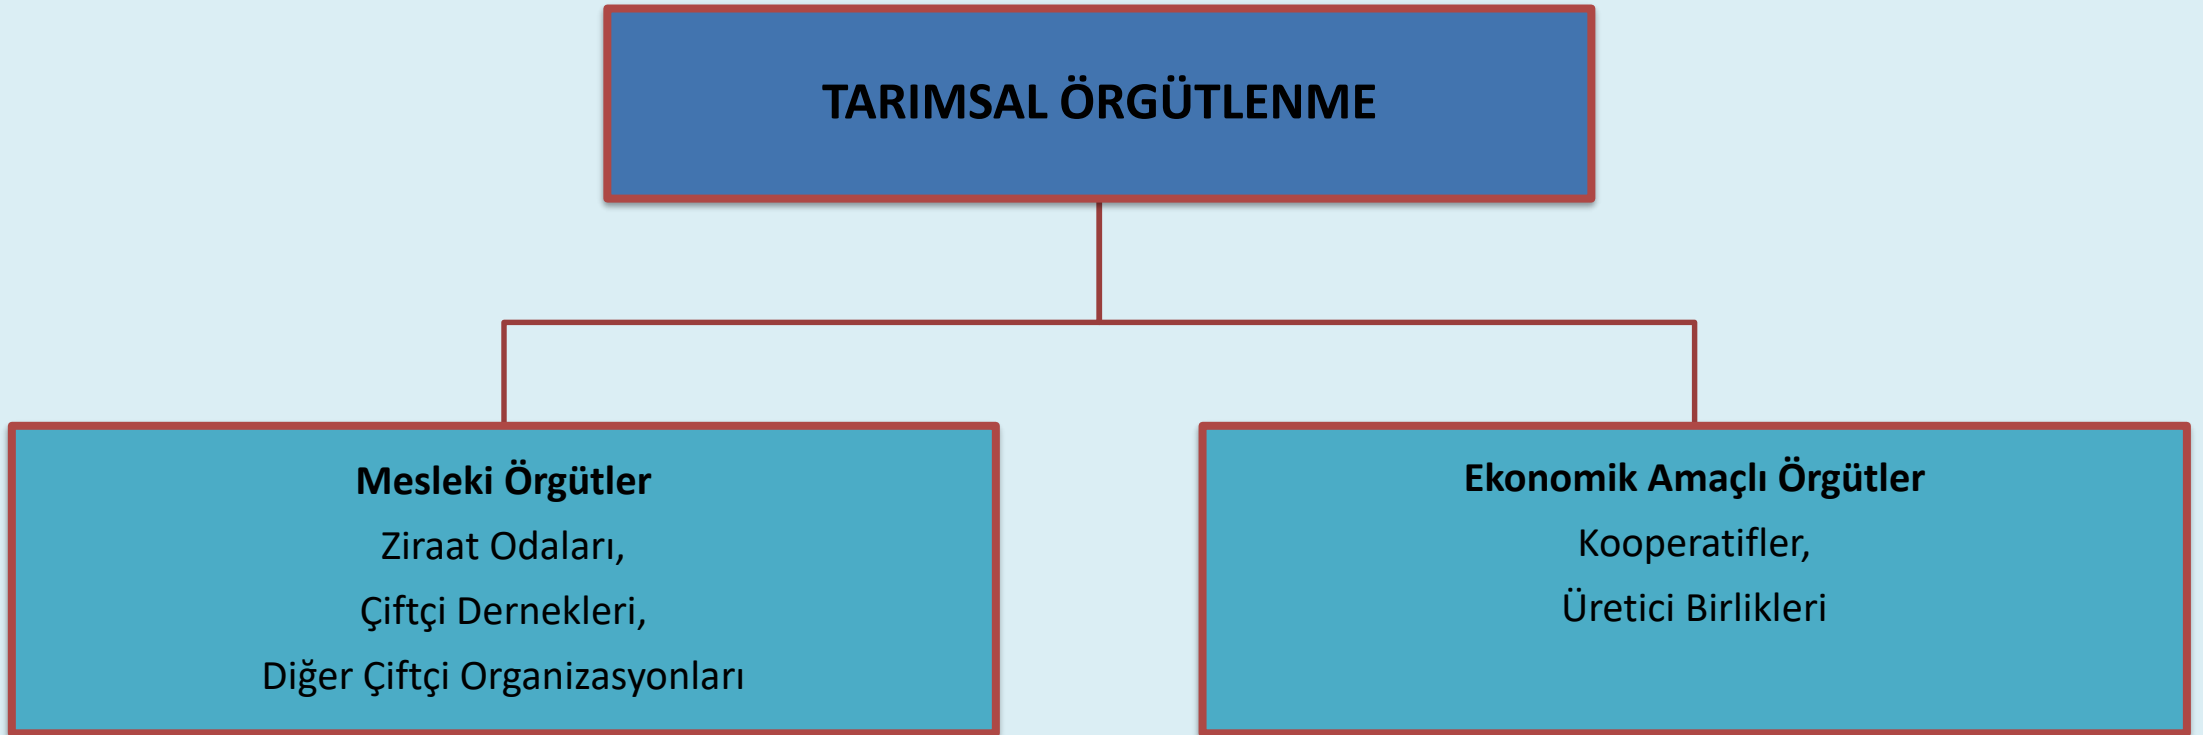 TARIMSAL ÖRGÜTLENME
Mesleki Örgütler
Ziraat Odaları,
Çiftçi Dernekleri,
Diğer Çiftçi Organizasyonları
Ekonomik Amaçlı Örgütler
Kooperatifler,
Üretici Birlikleri